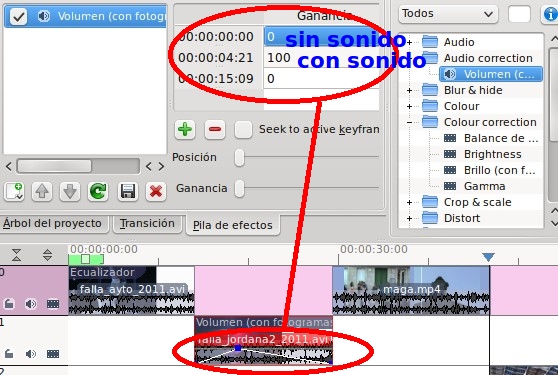 Volumen (con fotogr
Ganancia
Todos
00:00:00:00 0 sin sonido
00:00:04:21 100 con sonido
00:00:15:09 0
Audio
Audio correction
Volumen (c...
Blur & hide
Colour
Colour correction
Balance de ...
Brightness
Brillo (con f...
Gamma
Crop & scale
Distort
Seek to active keyfram
Posición
Ganancia
Árbol del proyecto
Transición
Pila de efectos
00:00:00:00
00:00:30:00
0
Ecualizador
falla_ayto_2011.avi
maga.mp4
1
Volumen (con fotogramas
falla_Jordana2_2011.avi
2